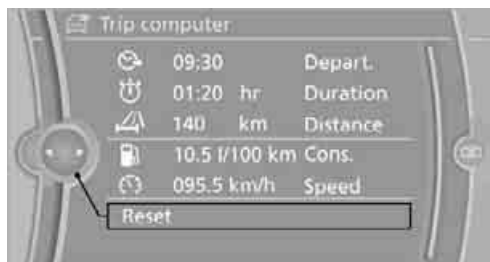 Trip computer
09:30 Depart.
01:20 hr Duration
140 km Distance
10.5 l/100 km Cons.
095.5 km/h Speed
Reset